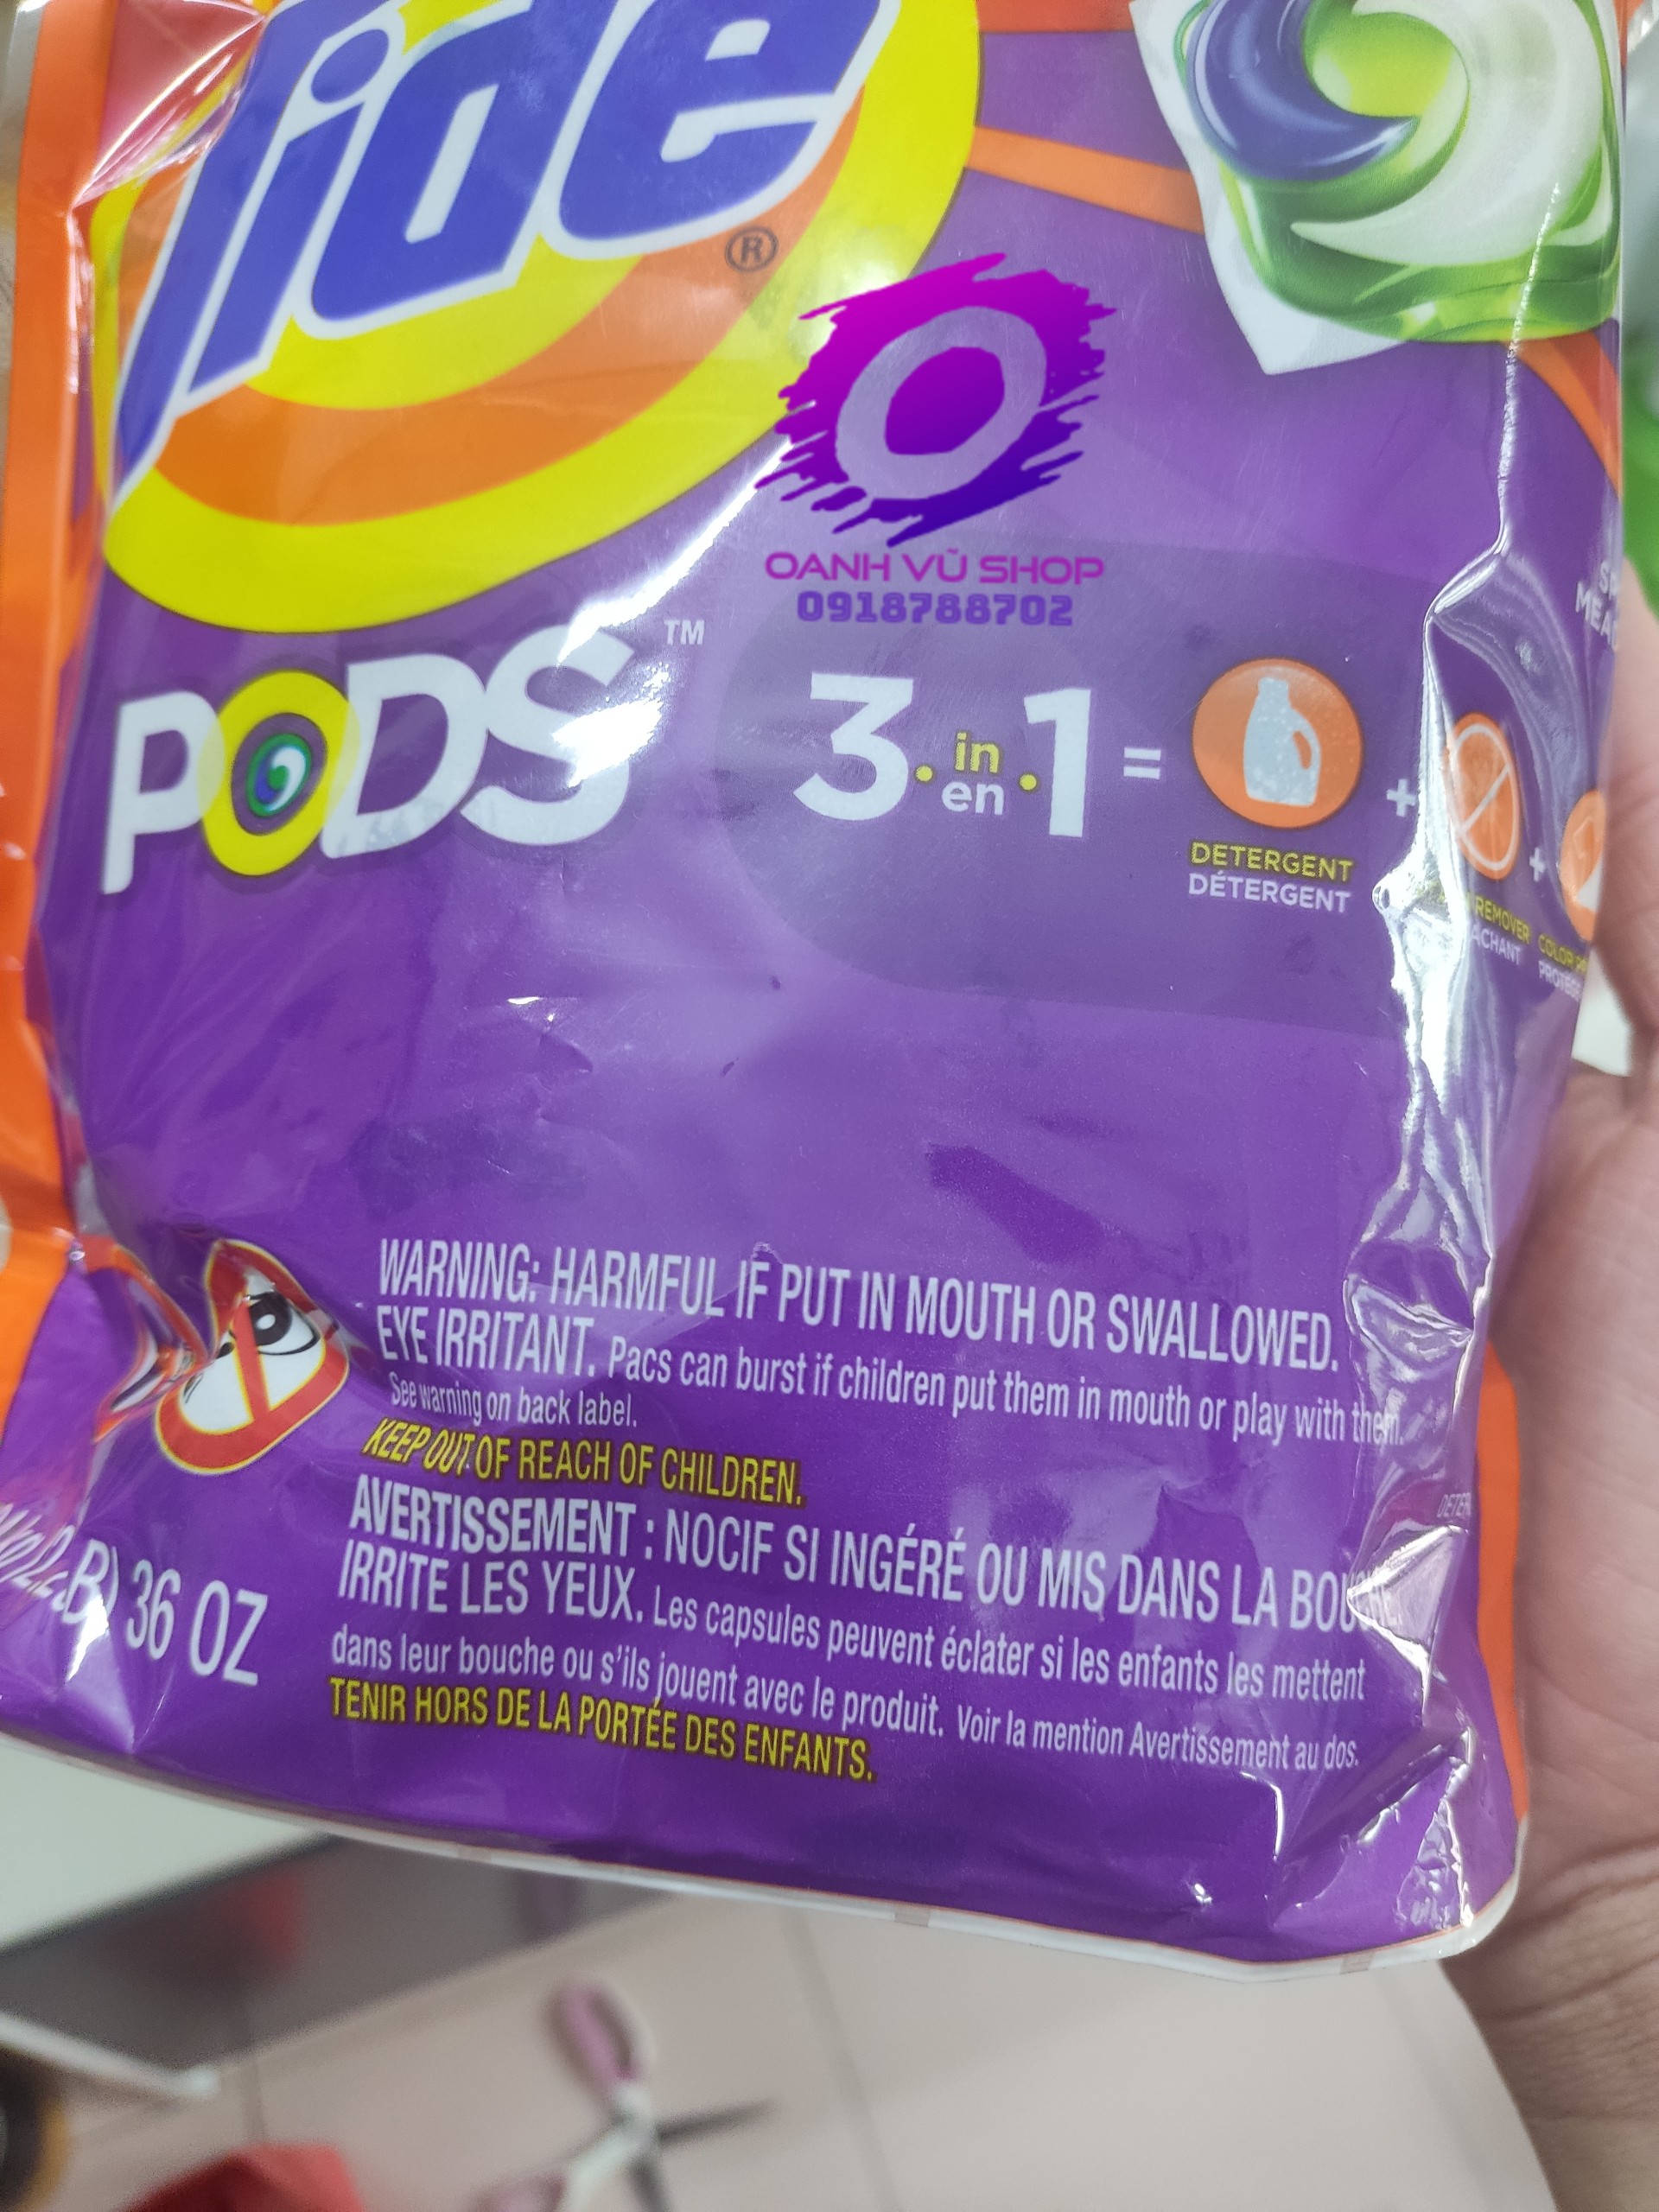 Tide
®
OANH VŨ SHOP
0918788702
PODS™
3 in 1 =
en
DETERGENT
DÉTERGENT
+
+
REMOVER
COLOR
WARNING: HARMFUL IF PUT IN MOUTH OR SWALLOWED.
EYE IRRITANT. Pacs can burst if children put them in mouth or play with them.
See warning on back label.
KEEP OUT OF REACH OF CHILDREN.
AVERTISSEMENT : NOCIF SI INGÉRÉ OU MIS DANS LA
IRRITE LES YEUX. Les capsules peuvent éclater si les enfants les mettent
dans leur bouche ou s'ils jouent avec le produit. Voir la mention Avertissement au dos.
TENIR HORS DE LA PORTÉE DES ENFANTS.
36 OZ